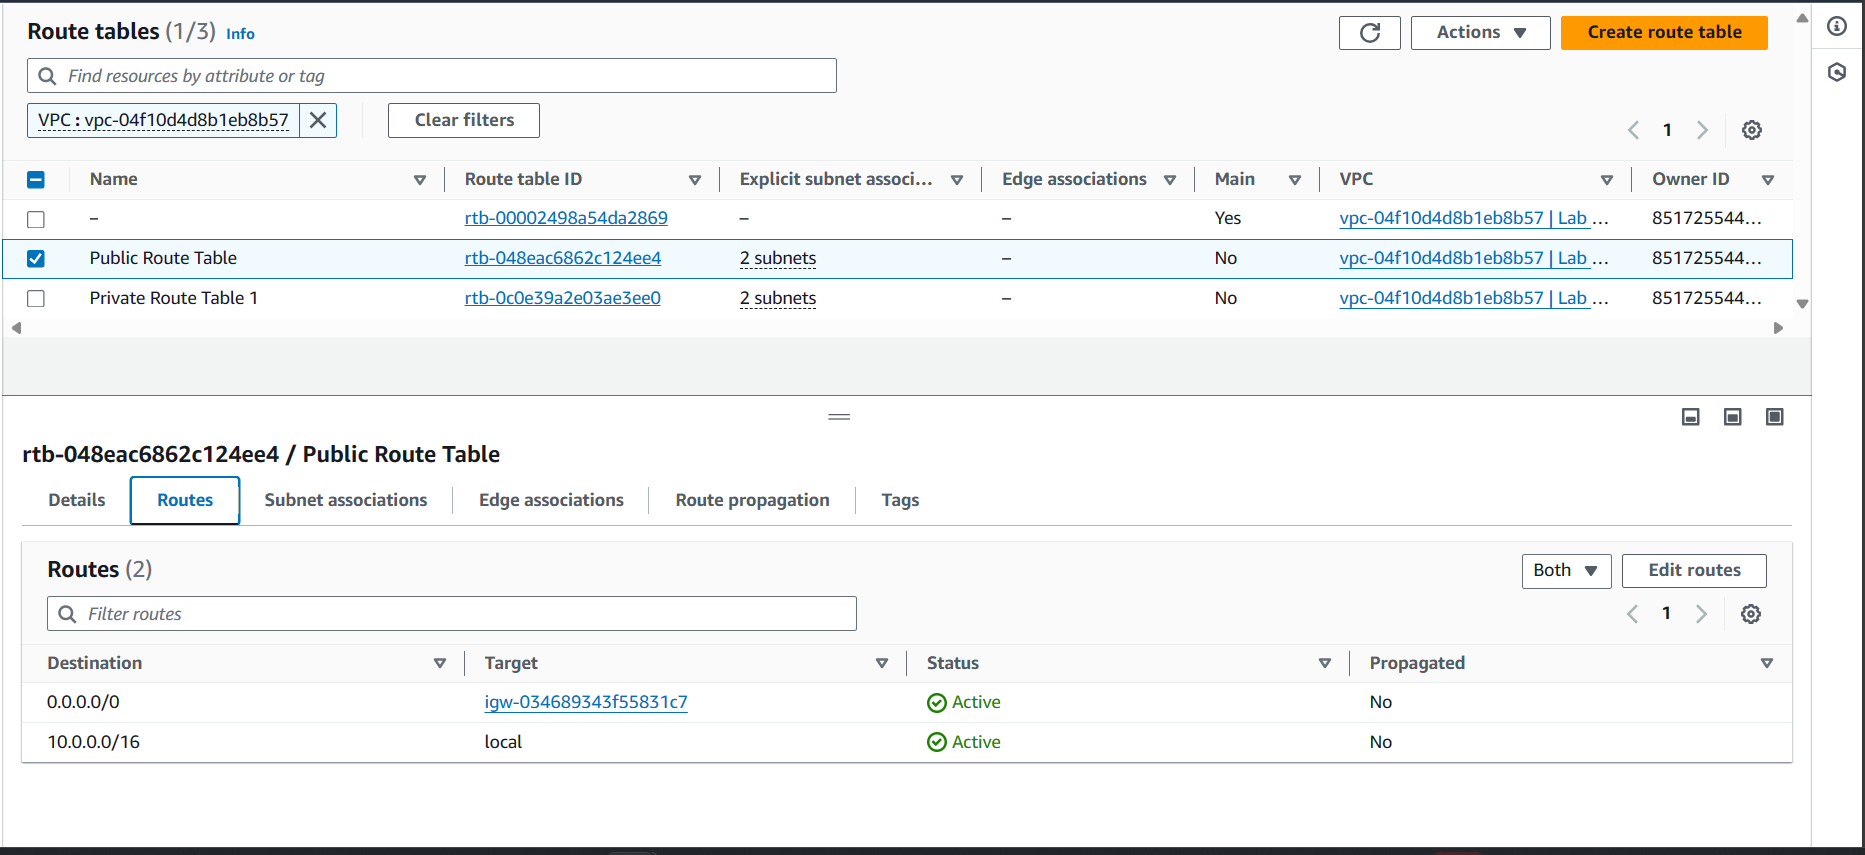 Route tables (1/3) Info
Actions
Create route table
Find resources by attribute or tag
VPC : vpc-04f10d4d8b1eb8b57
Clear filters
1
Name Route table ID Explicit subnet associ... Edge associations Main VPC Owner ID
– rtb-00002498a54da2869 – – Yes vpc-04f10d4d8b1eb8b57 | Lab ... 851725544...
Public Route Table rtb-048eac6862c124ee4 2 subnets – No vpc-04f10d4d8b1eb8b57 | Lab ... 851725544...
Private Route Table 1 rtb-0c0e39a2e03ae3ee0 2 subnets – No vpc-04f10d4d8b1eb8b57 | Lab ... 851725544...
rtb-048eac6862c124ee4 / Public Route Table
Details Routes Subnet associations Edge associations Route propagation Tags
Routes (2)
Both
Edit routes
Filter routes
1
Destination Target Status Propagated
0.0.0.0/0 igw-034689343f55831c7 Active No
10.0.0.0/16 local Active No